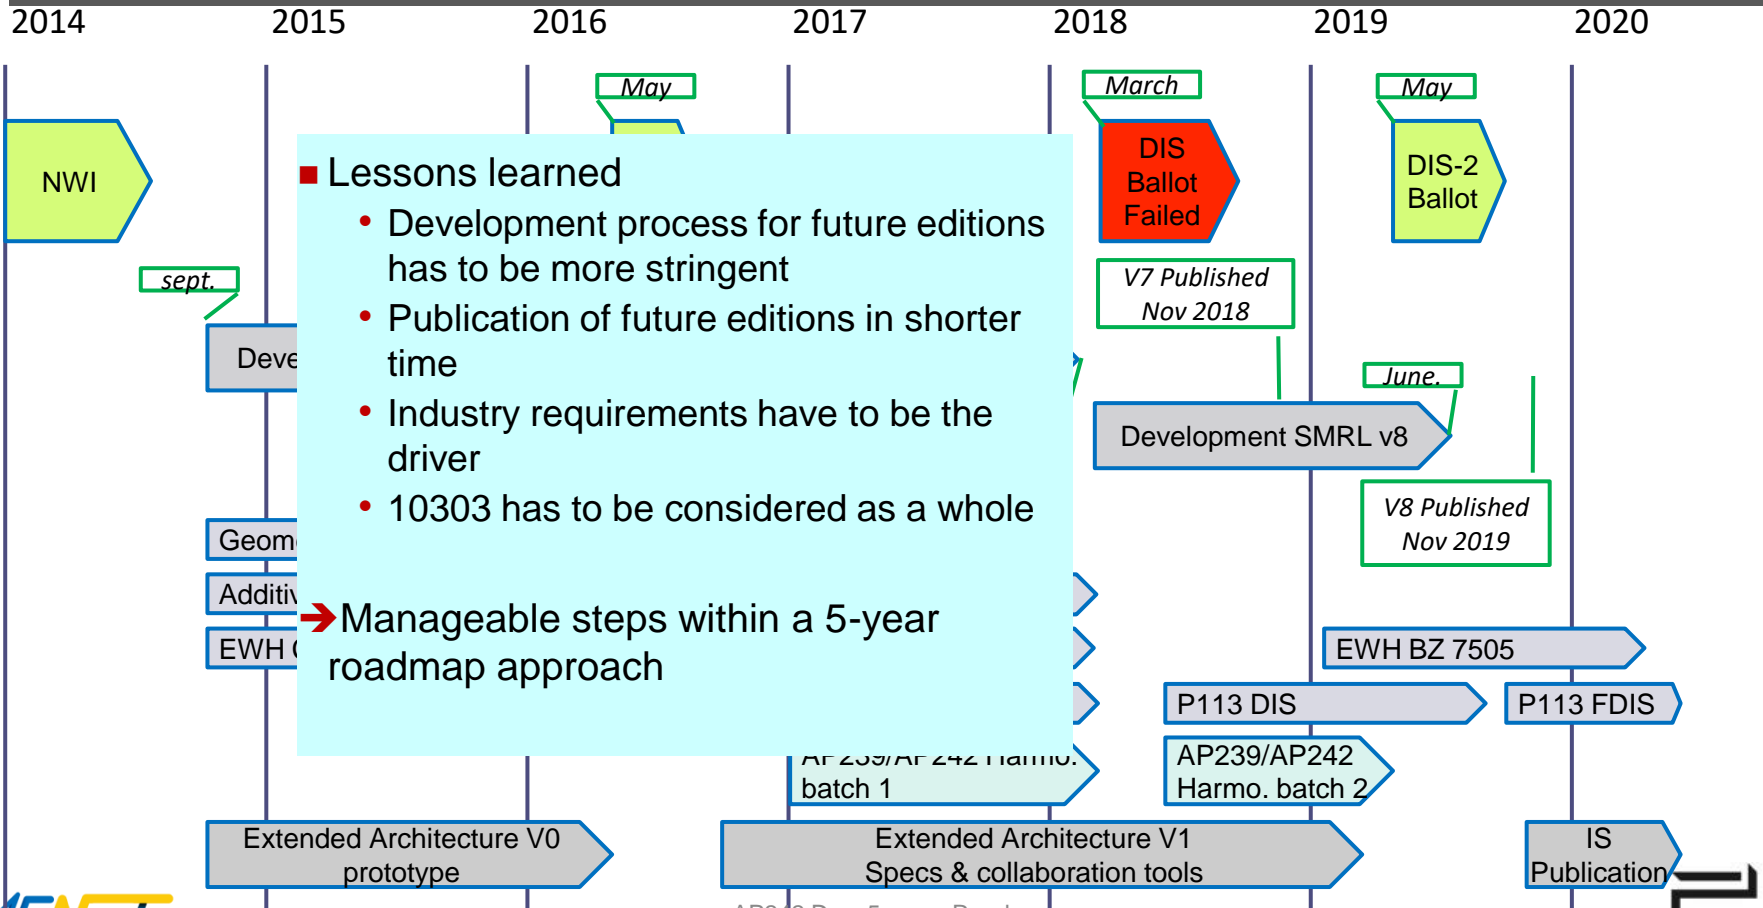 2014 2015 2016 2017 2018 2019 2020
May
March
May
NWI
DIS
Ballot
Failed
DIS-2
Ballot
sept.
Lessons learned
• Development process for future editions
has to be more stringent
• Publication of future editions in shorter
time
• Industry requirements have to be the
driver
• 10303 has to be considered as a whole
➔Manageable steps within a 5-year
roadmap approach
V7 Published
Nov 2018
June.
Development SMRL v8
V8 Published
Nov 2019
EWH
EWH BZ 7505
P113 DIS
P113 FDIS
AP239/AP242 Harmo.
batch 1
AP239/AP242
Harmo. batch 2
Extended Architecture V0
prototype
Extended Architecture V1
Specs & collaboration tools
IS
Publication